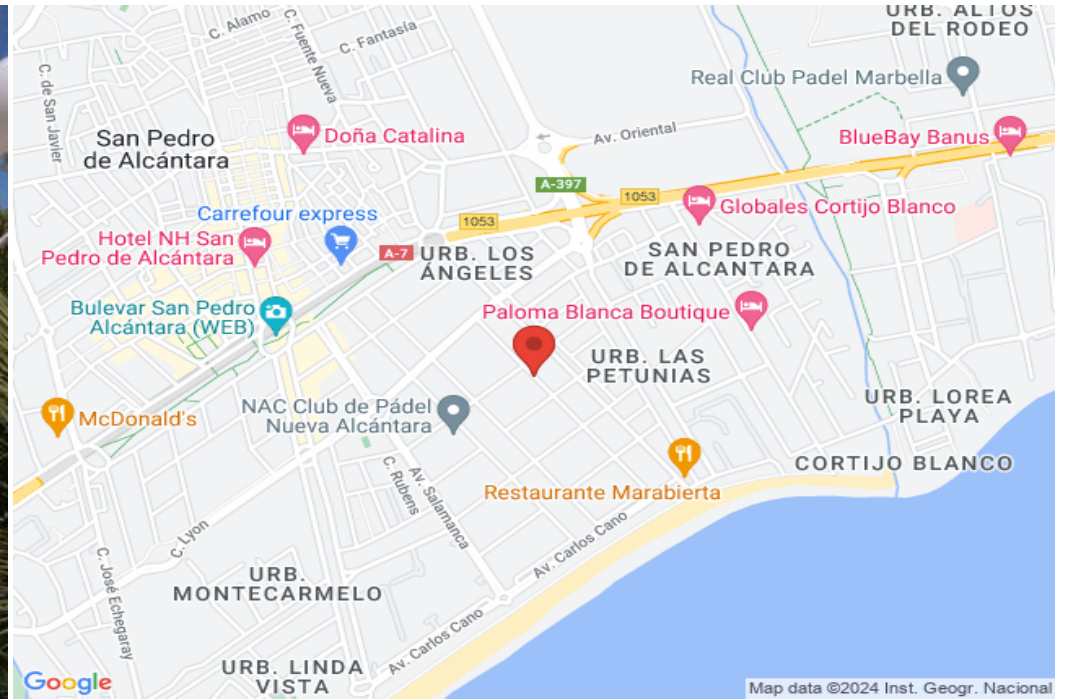 URB. ALTOS
DEL RODEO
C. Alamo
C. Fuente Nueva
C. Fantasía
C. de San Javier
Real Club Padel Marbella
San Pedro
de Alcántara
Doña Catalina
Av. Oriental
BlueBay Banus
A-397
1053
Globales Cortijo Blanco
Carrefour express
1053
Hotel NH San
Pedro de Alcántara
A-7
URB. LOS
ÁNGELES
SAN PEDRO
DE ALCANTARA
Bulevar San Pedro
Alcántara (WEB)
Paloma Blanca Boutique
URB. LAS
PETUNIAS
McDonald's
NAC Club de Pádel
Nueva Alcántara
URB. LOREA
PLAYA
CORTIJO BLANCO
C. Rubens
Av. Salamanca
Restaurante Marabierta
C. Lyon
Av. Carlos Cano
C. José Echegaray
URB.
MONTECARMELO
Av. Carlos Cano
URB. LINDA
VISTA
Google
Map data ©2024 Inst. Geogr. Nacional